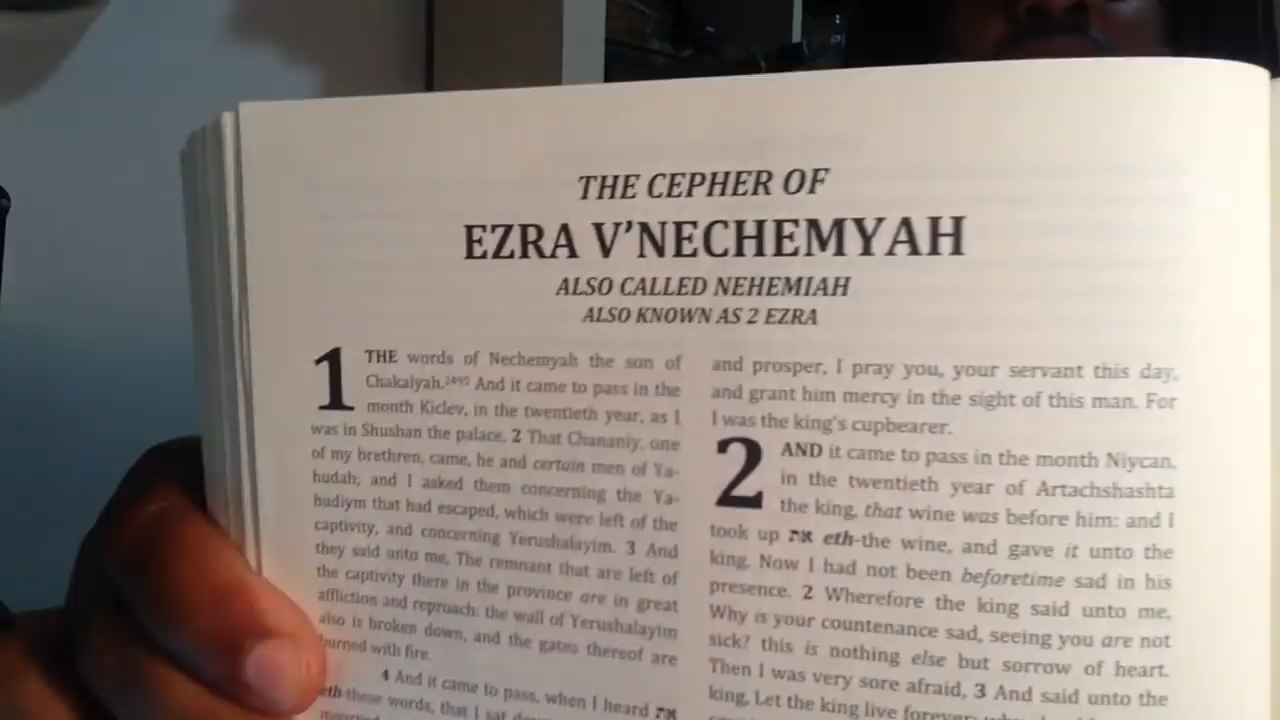 THE CEPHER OF
EZRA V'NECHEMYAH
ALSO CALLED NEHEMIAH
ALSO KNOWN AS 2 EZRA
1 THE words of Nechemyah the son of
Chakalyah.2495 And it came to pass in the
month Kiclev, in the twentieth year, as I
was in Shushan the palace, 2 That Chananiy, one
of my brethren, came, he and certain men of Ya-
hudah; and I asked them concerning the Ya-
hudiym that had escaped, which were left of the
captivity, and concerning Yerushalayim. 3 And
they said unto me, The remnant that are left of
the captivity there in the province are in great
affliction and reproach: the wall of Yerushalayim
also is broken down, and the gates thereof are
burned with fire.
4 And it came to pass, when I heard את
eth-these words, that I sat
and prosper, I pray you, your servant this day,
and grant him mercy in the sight of this man. For
I was the king's cupbearer.
2 AND it came to pass in the month Niycan,
in the twentieth year of Artachshashta
the king, that wine was before him: and I
took up את eth-the wine, and gave it unto the
king. Now I had not been beforetime sad in his
presence. 2 Wherefore the king said unto me,
Why is your countenance sad, seeing you are not
sick? this is nothing else but sorrow of heart.
Then I was very sore afraid, 3 And said unto the
king, Let the king live forever: